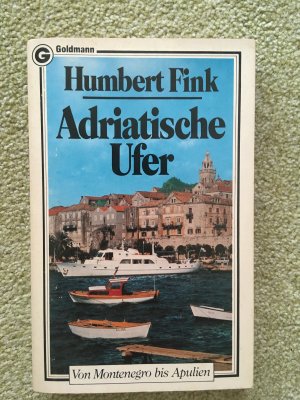 G Goldmann
Humbert Fink
Adriatische
Ufer
Von Montenegro bis Apulien